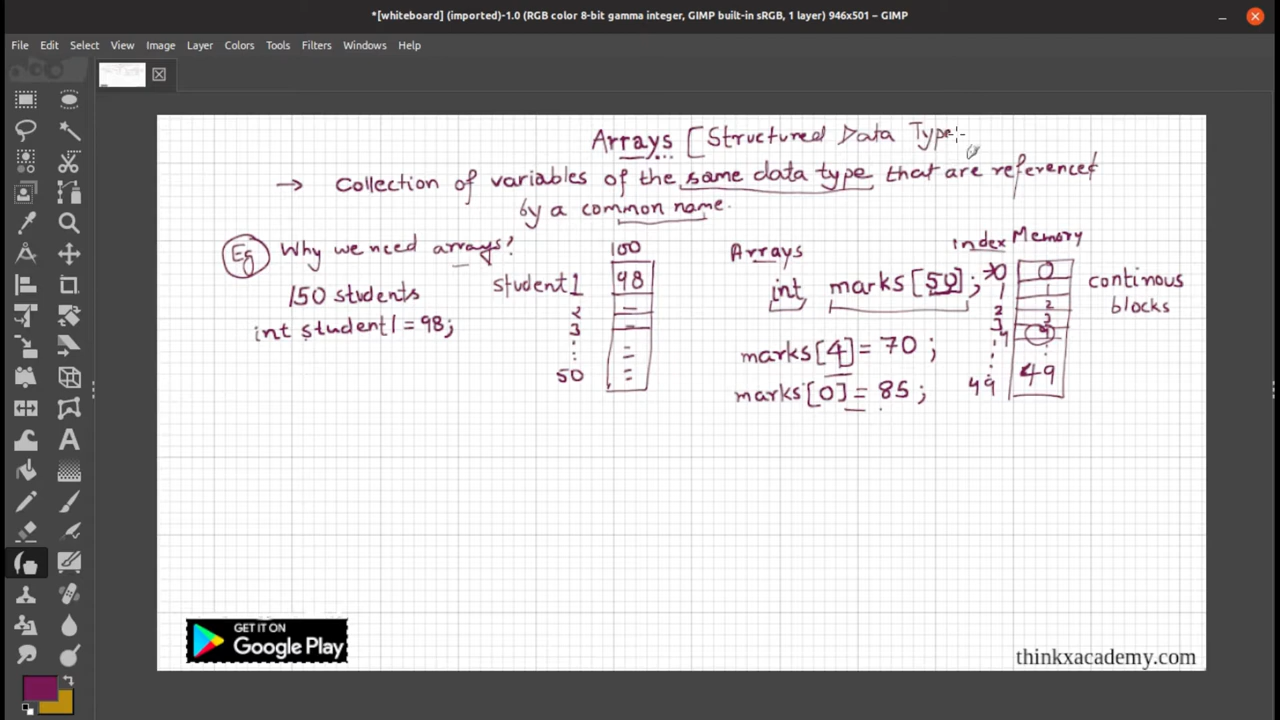 *[whiteboard] (imported)-1.0 (RGB color 8-bit gamma integer, GIMP built-in sRGB, 1 layer) 946x501 – GIMP
File Edit Select View Image Layer Colors Tools Filters Windows Help
Arrays [Structured Data Type
→ Collection of variables of the same data type that are referenced
by a common name.
Eg Why we need arrays?
150 students
int student1 = 98;
100
student1 98
2 -
3 -
50
Arrays
int marks[50];
marks[4] = 70;
marks[0] = 85;
index Memory
0 0
1 1
2 2
3 3
4 4
49 49
continous
blocks
GET IT ON
Google Play
thinkxacademy.com